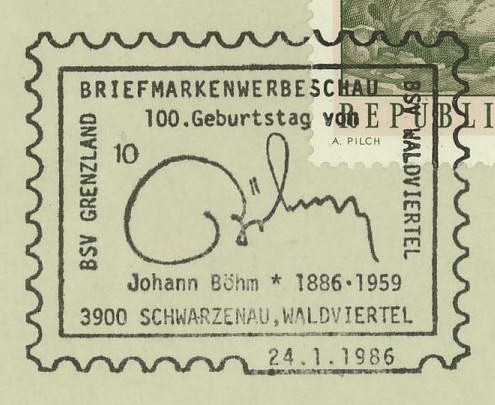 BRIEFMARKENWERBESCHAU
100.Geburtstag von
BSV GRENZLAND
BSV WALDVIERTEL
10
Böhm
Johann Böhm * 1886·1959
3900 SCHWARZENAU, WALDVIERTEL
24.1.1986
REPUBLI
A. PILCH